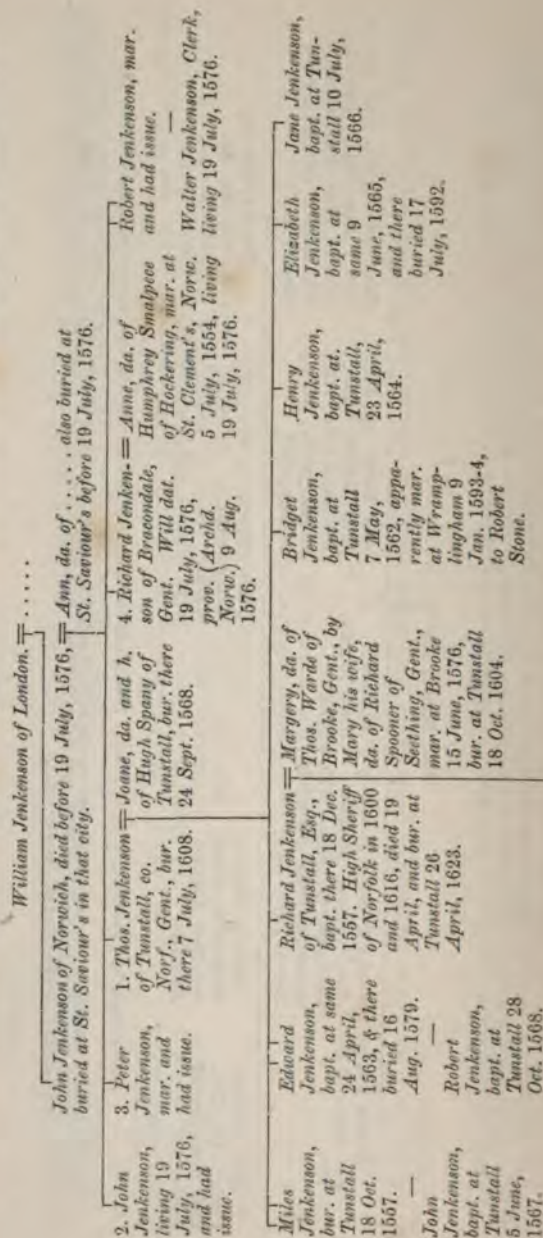 William Jenkenson of London. = . . . . .
John Jenkenson of Norwich, died before 19 July, 1576, =
buried at St. Saviour's in that city.
Ann, da. of . . . . . also buried at
St. Saviour's before 19 July, 1576.
2. John
Jenkenson,
living 19
July, 1576,
and had
issue.
3. Peter
Jenkenson,
mar. and
had issue.
1. Thos. Jenkenson =
of Tunstall, co.
Norf., Gent., bur.
there 7 July, 1608.
Joane, da. and h.
of Hugh Spany of
Tunstall, bur. there
24 Sept. 1568.
4. Richard Jenken- =
son of Bracondale,
Gent. Will dat.
19 July, 1576,
prov. (Archd.
Norw.) 9 Aug.
1576.
Anne, da. of
Humphrey Smalpece
of Hockering, mar. at
St. Clement's, Norw.
5 July, 1554, living
19 July, 1576.
Robert Jenkenson, mar.
and had issue.
—
Walter Jenkenson, Clerk,
living 19 July, 1576.
Miles
Jenkenson,
bur. at
Tunstall
18 Oct.
1557.
—
John
Jenkenson,
bapt. at
Tunstall
5 June,
1567.
Edward
Jenkenson,
bapt. at same
24 April,
1563, & there
buried 16
Aug. 1579.
—
Robert
Jenkenson,
bapt. at
Tunstall 28
Oct. 1568.
Richard Jenkenson =
of Tunstall, Esq.,
bapt. there 18 Dec.
1557. High Sheriff
of Norfolk in 1600
and 1616, died 19
April, and bur. at
Tunstall 26
April, 1623.
Margery, da. of
Thos. Warde of
Brooke, Gent., by
Mary his wife,
da. of Richard
Spooner of
Seething, Gent.,
mar. at Brooke
15 June, 1576,
bur. at Tunstall
18 Oct. 1604.
Bridget
Jenkenson,
bapt. at
Tunstall
7 May,
1562, appa-
rently mar.
at Wramp-
lingham 9
Jan. 1593-4,
to Robert
Stone.
Henry
Jenkenson,
bapt. at.
Tunstall,
23 April,
1564.
Elizabeth
Jenkenson,
bapt. at
same 9
June, 1565,
and there
buried 17
July, 1592.
Jane Jenkenson,
bapt. at Tun-
stall 10 July,
1566.